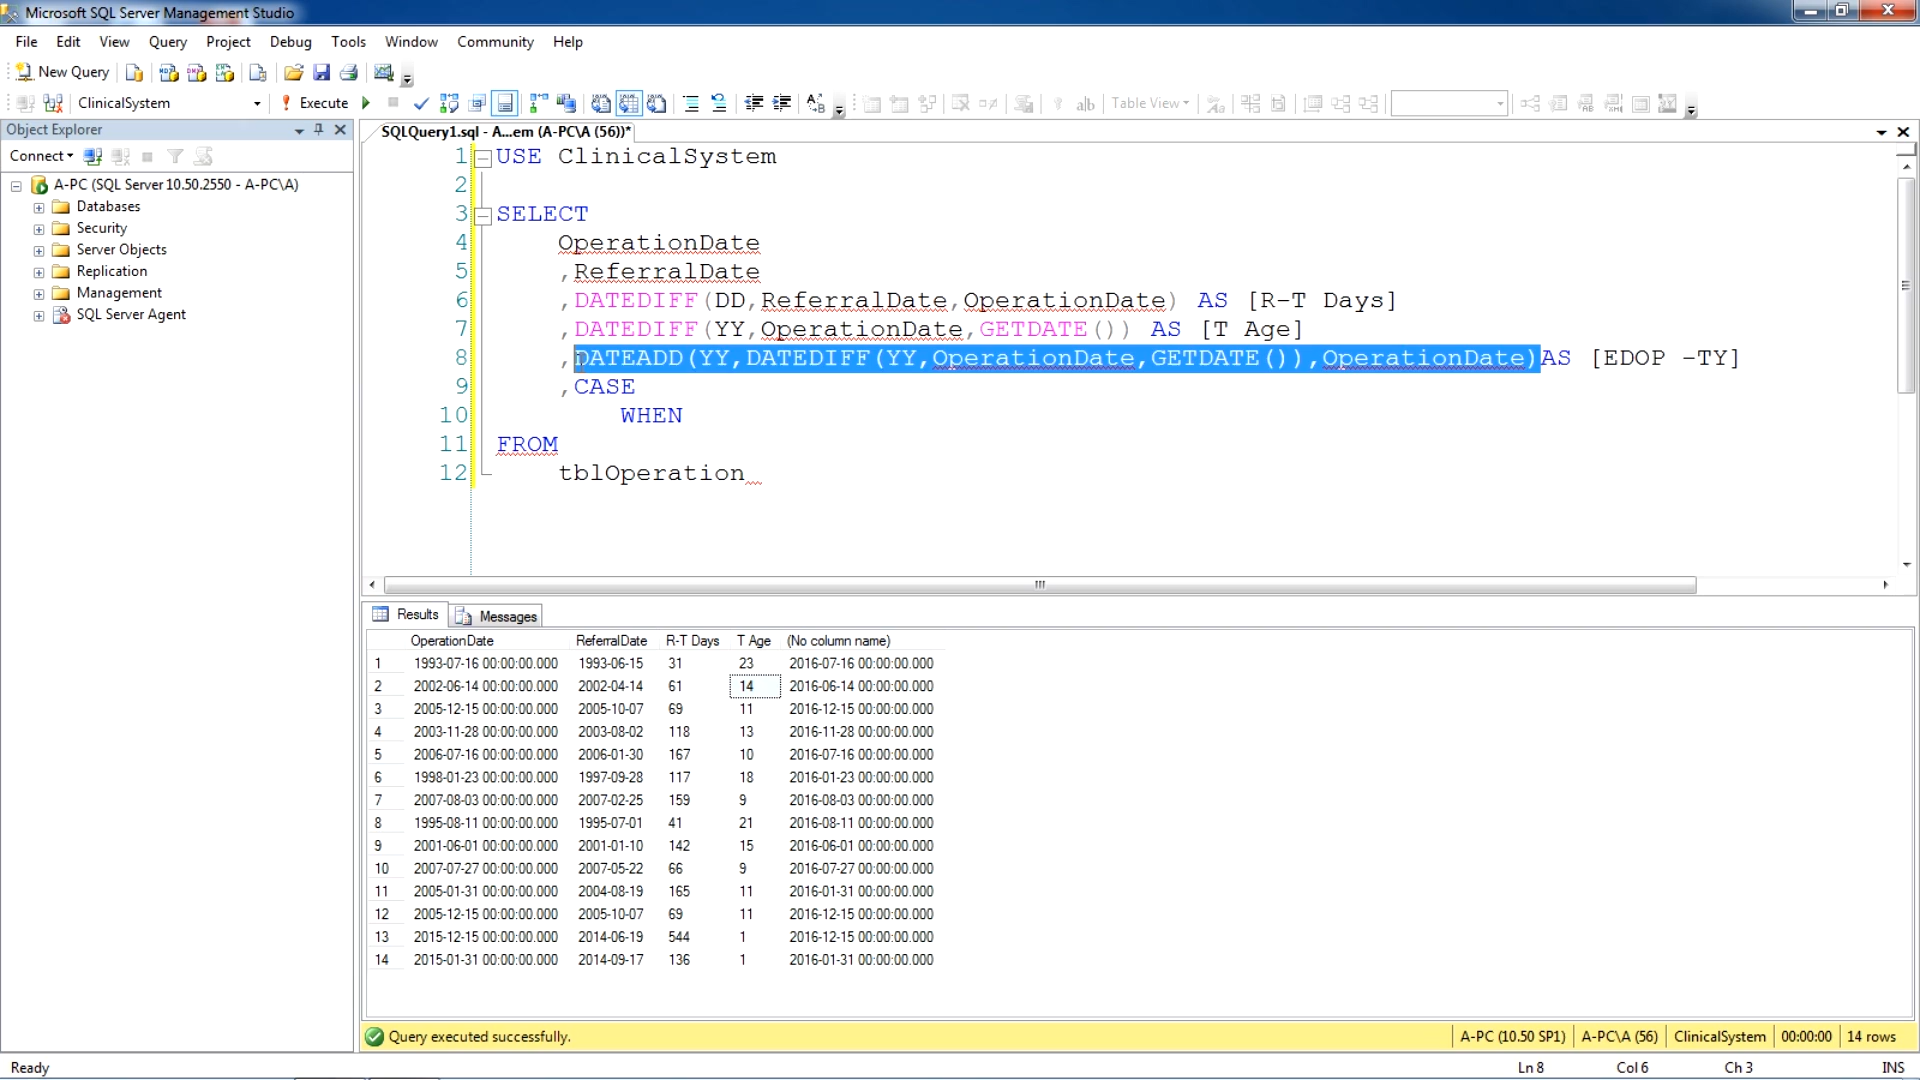 Microsoft SQL Server Management Studio
File Edit View Query Project Debug Tools Window Community Help
New Query
ClinicalSystem Execute Table View
Object Explorer
Connect
A-PC (SQL Server 10.50.2550 - A-PC\A)
Databases
Security
Server Objects
Replication
Management
SQL Server Agent
SQLQuery1.sql - A...em (A-PC\A (56))*
1 USE ClinicalSystem
2
3 SELECT
4 OperationDate
5 ,ReferralDate
6 ,DATEDIFF(DD,ReferralDate,OperationDate) AS [R-T Days]
7 ,DATEDIFF(YY,OperationDate,GETDATE()) AS [T Age]
8 ,DATEADD(YY,DATEDIFF(YY,OperationDate,GETDATE()),OperationDate)AS [EDOP -TY]
9 ,CASE
10 WHEN
11 FROM
12 tblOperation
Results Messages
OperationDate ReferralDate R-T Days T Age (No column name)
1 1993-07-16 00:00:00.000 1993-06-15 31 23 2016-07-16 00:00:00.000
2 2002-06-14 00:00:00.000 2002-04-14 61 14 2016-06-14 00:00:00.000
3 2005-12-15 00:00:00.000 2005-10-07 69 11 2016-12-15 00:00:00.000
4 2003-11-28 00:00:00.000 2003-08-02 118 13 2016-11-28 00:00:00.000
5 2006-07-16 00:00:00.000 2006-01-30 167 10 2016-07-16 00:00:00.000
6 1998-01-23 00:00:00.000 1997-09-28 117 18 2016-01-23 00:00:00.000
7 2007-08-03 00:00:00.000 2007-02-25 159 9 2016-08-03 00:00:00.000
8 1995-08-11 00:00:00.000 1995-07-01 41 21 2016-08-11 00:00:00.000
9 2001-06-01 00:00:00.000 2001-01-10 142 15 2016-06-01 00:00:00.000
10 2007-07-27 00:00:00.000 2007-05-22 66 9 2016-07-27 00:00:00.000
11 2005-01-31 00:00:00.000 2004-08-19 165 11 2016-01-31 00:00:00.000
12 2005-12-15 00:00:00.000 2005-10-07 69 11 2016-12-15 00:00:00.000
13 2015-12-15 00:00:00.000 2014-06-19 544 1 2016-12-15 00:00:00.000
14 2015-01-31 00:00:00.000 2014-09-17 136 1 2016-01-31 00:00:00.000
Query executed successfully. A-PC (10.50 SP1) A-PC\A (56) ClinicalSystem 00:00:00 14 rows
Ready Ln 8 Col 6 Ch 3 INS